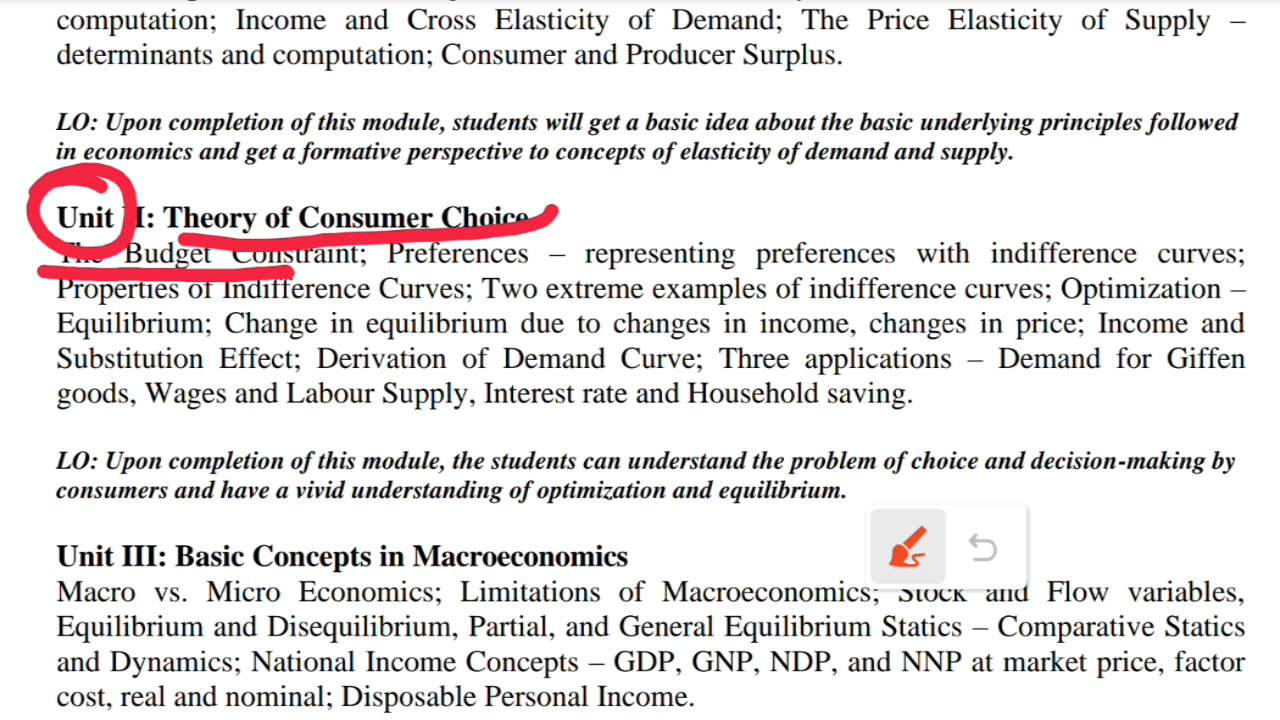 computation; Income and Cross Elasticity of Demand; The Price Elasticity of Supply –
determinants and computation; Consumer and Producer Surplus.
LO: Upon completion of this module, students will get a basic idea about the basic underlying principles followed
in economics and get a formative perspective to concepts of elasticity of demand and supply.
Unit II: Theory of Consumer Choice
The Budget Constraint; Preferences – representing preferences with indifference curves;
Properties of Indifference Curves; Two extreme examples of indifference curves; Optimization –
Equilibrium; Change in equilibrium due to changes in income, changes in price; Income and
Substitution Effect; Derivation of Demand Curve; Three applications – Demand for Giffen
goods, Wages and Labour Supply, Interest rate and Household saving.
LO: Upon completion of this module, the students can understand the problem of choice and decision-making by
consumers and have a vivid understanding of optimization and equilibrium.
Unit III: Basic Concepts in Macroeconomics
Macro vs. Micro Economics; Limitations of Macroeconomics; Stock and Flow variables,
Equilibrium and Disequilibrium, Partial, and General Equilibrium Statics – Comparative Statics
and Dynamics; National Income Concepts – GDP, GNP, NDP, and NNP at market price, factor
cost, real and nominal; Disposable Personal Income.